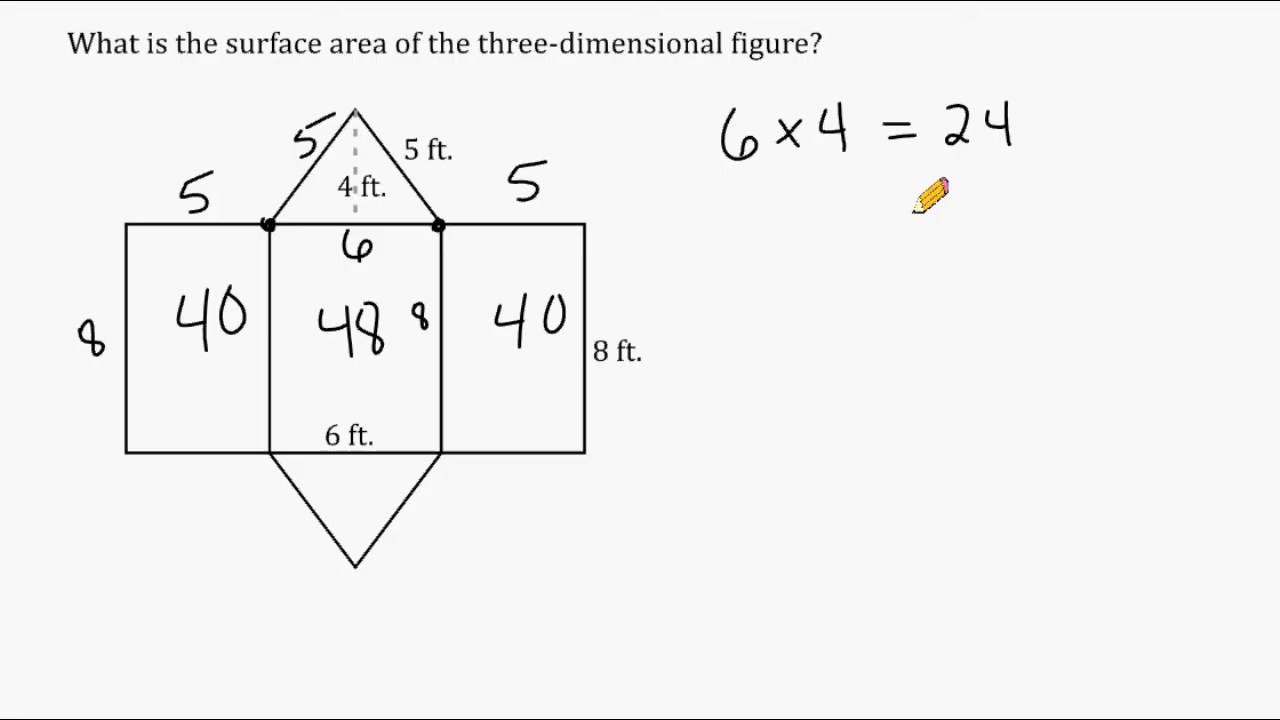 What is the surface area of the three-dimensional figure?
6 × 4 = 24
5
5 ft.
4 ft.
5
5
6
8
40
48
8
40
8 ft.
6 ft.